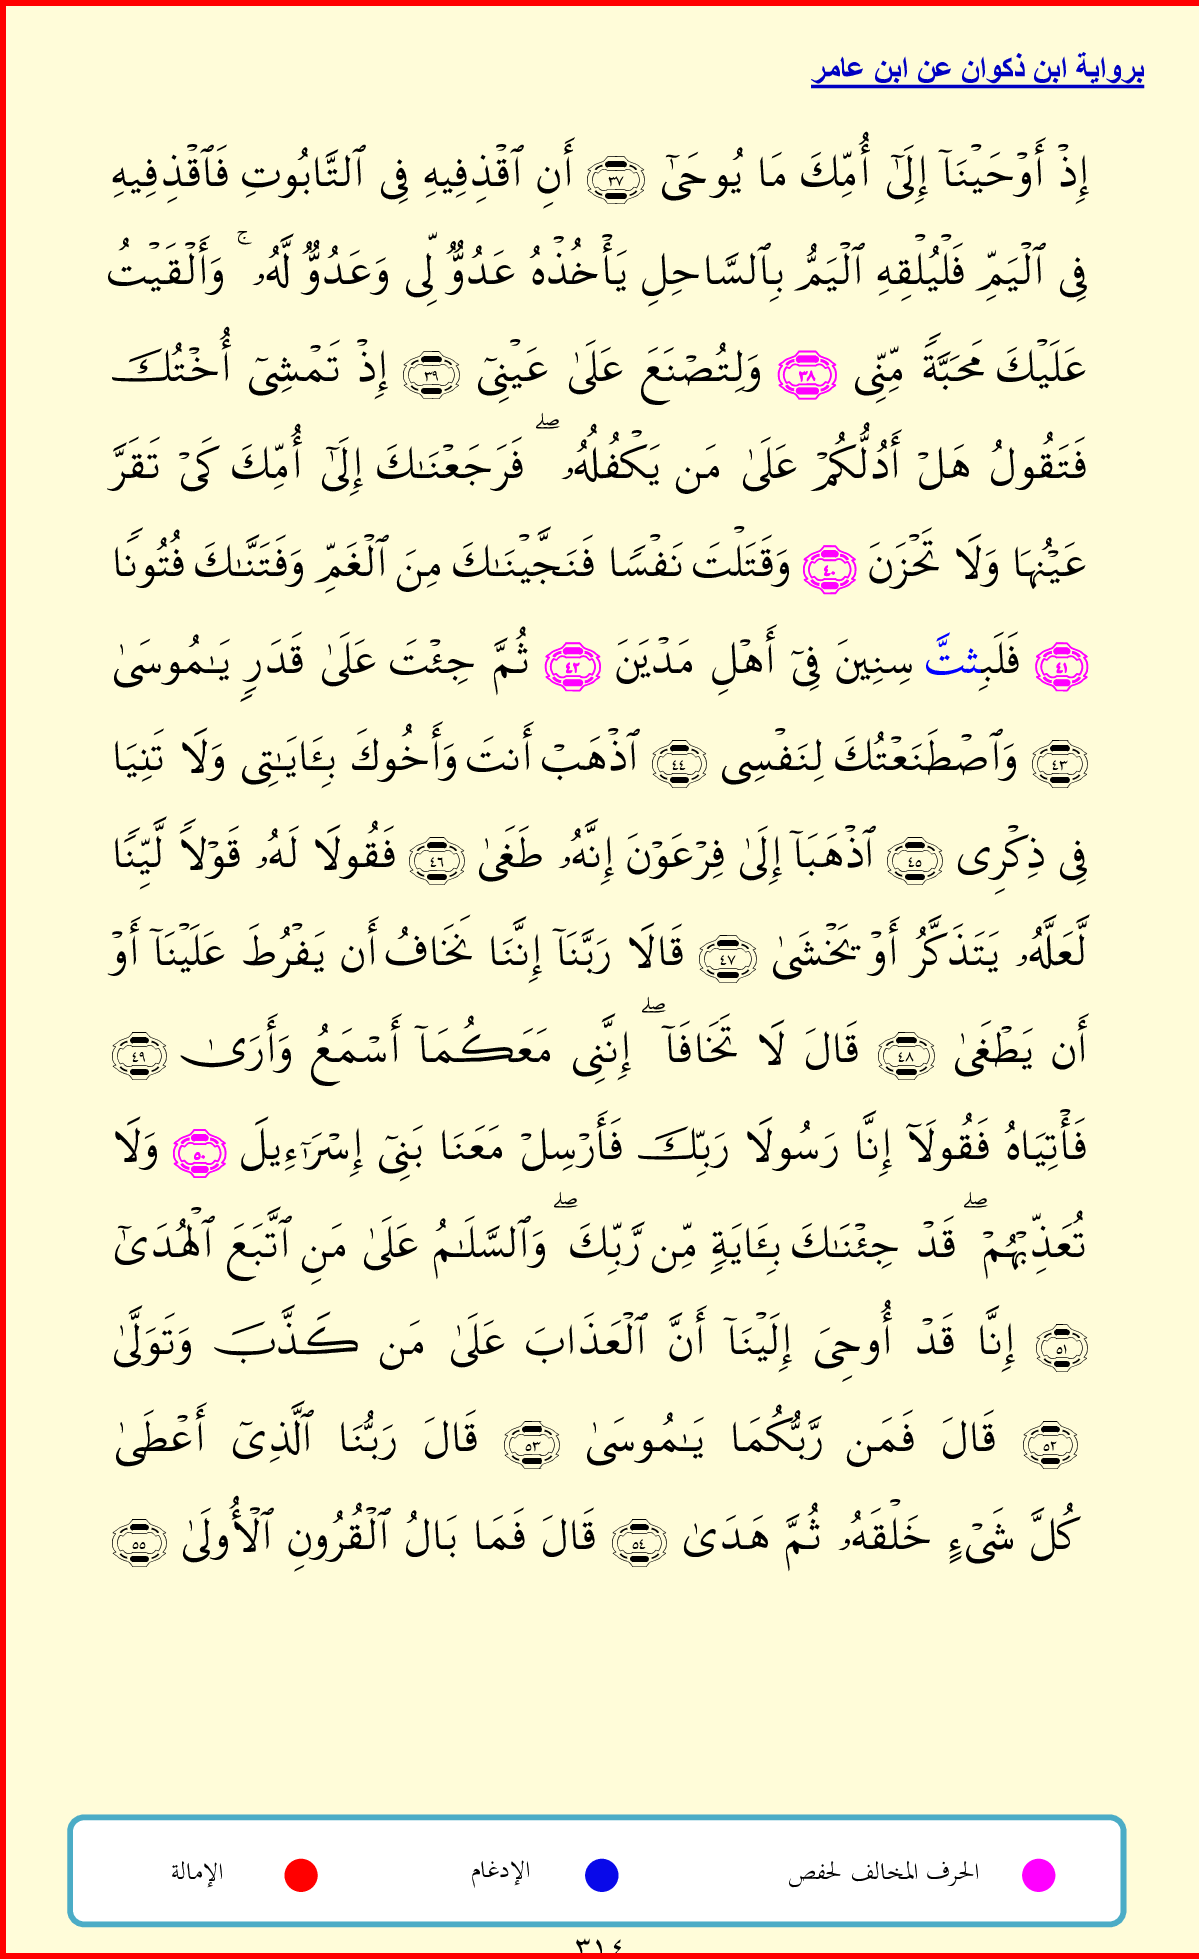 برواية ابن ذكوان عن ابن عامر
إِذۡ أَوۡحَيۡنَآ إِلَىٰٓ أُمِّكَ مَا يُوحَىٰٓ ٣٧ أَنِ ٱقۡذِفِيهِ فِى ٱلتَّابُوتِ فَٱقۡذِفِيهِ
فِى ٱلۡيَمِّ فَلۡيُلۡقِهِ ٱلۡيَمُّ بِٱلسَّاحِلِ يَأۡخُذۡهُ عَدُوٌّ لِّى وَعَدُوٌّ لَّهُۥ ۚ وَأَلۡقَيۡتُ
عَلَيۡكَ مَحَبَّةً مِّنِّى ٣٨ وَلِتُصۡنَعَ عَلَىٰ عَيۡنِىٓ ٣٩ إِذۡ تَمۡشِىٓ أُخۡتُكَ
فَتَقُولُ هَلۡ أَدُلُّكُمۡ عَلَىٰ مَن يَكۡفُلُهُۥ ۖ فَرَجَعۡنَـٰكَ إِلَىٰٓ أُمِّكَ كَىۡ تَقَرَّ
عَيۡنُهَا وَلَا تَحۡزَنَ ٤٠ وَقَتَلۡتَ نَفۡسًا فَنَجَّيۡنَـٰكَ مِنَ ٱلۡغَمِّ وَفَتَنَّـٰكَ فُتُونًا
٤١ فَلَبِثتَّ سِنِينَ فِىٓ أَهۡلِ مَدۡيَنَ ٤٢ ثُمَّ جِئۡتَ عَلَىٰ قَدَرٍ يَـٰمُوسَىٰ
٤٣ وَٱصۡطَنَعۡتُكَ لِنَفۡسِى ٤٤ ٱذۡهَبۡ أَنتَ وَأَخُوكَ بِـَٔايَـٰتِى وَلَا تَنِيَا
فِى ذِكۡرِى ٤٥ ٱذۡهَبَآ إِلَىٰ فِرۡعَوۡنَ إِنَّهُۥ طَغَىٰ ٤٦ فَقُولَا لَهُۥ قَوۡلًا لَّيِّنًا
لَّعَلَّهُۥ يَتَذَكَّرُ أَوۡ يَخۡشَىٰ ٤٧ قَالَا رَبَّنَآ إِنَّنَا نَخَافُ أَن يَفۡرُطَ عَلَيۡنَآ أَوۡ
أَن يَطۡغَىٰ ٤٨ قَالَ لَا تَخَافَآ ۖ إِنَّنِى مَعَكُمَآ أَسۡمَعُ وَأَرَىٰ ٤٩
فَأۡتِيَاهُ فَقُولَآ إِنَّا رَسُولَا رَبِّكَ فَأَرۡسِلۡ مَعَنَا بَنِىٓ إِسۡرَٰٓءِيلَ ٥٠ وَلَا
تُعَذِّبۡهُمۡ ۖ قَدۡ جِئۡنَـٰكَ بِـَٔايَةٍ مِّن رَّبِّكَ ۖ وَٱلسَّلَـٰمُ عَلَىٰ مَنِ ٱتَّبَعَ ٱلۡهُدَىٰٓ
٥١ إِنَّا قَدۡ أُوحِىَ إِلَيۡنَآ أَنَّ ٱلۡعَذَابَ عَلَىٰ مَن كَذَّبَ وَتَوَلَّىٰ
٥٢ قَالَ فَمَن رَّبُّكُمَا يَـٰمُوسَىٰ ٥٣ قَالَ رَبُّنَا ٱلَّذِىٓ أَعۡطَىٰ
كُلَّ شَىۡءٍ خَلۡقَهُۥ ثُمَّ هَدَىٰ ٥٤ قَالَ فَمَا بَالُ ٱلۡقُرُونِ ٱلۡأُولَىٰ ٥٥
الحرف المخالف لحفص الإدغام الإمالة
٣١٤